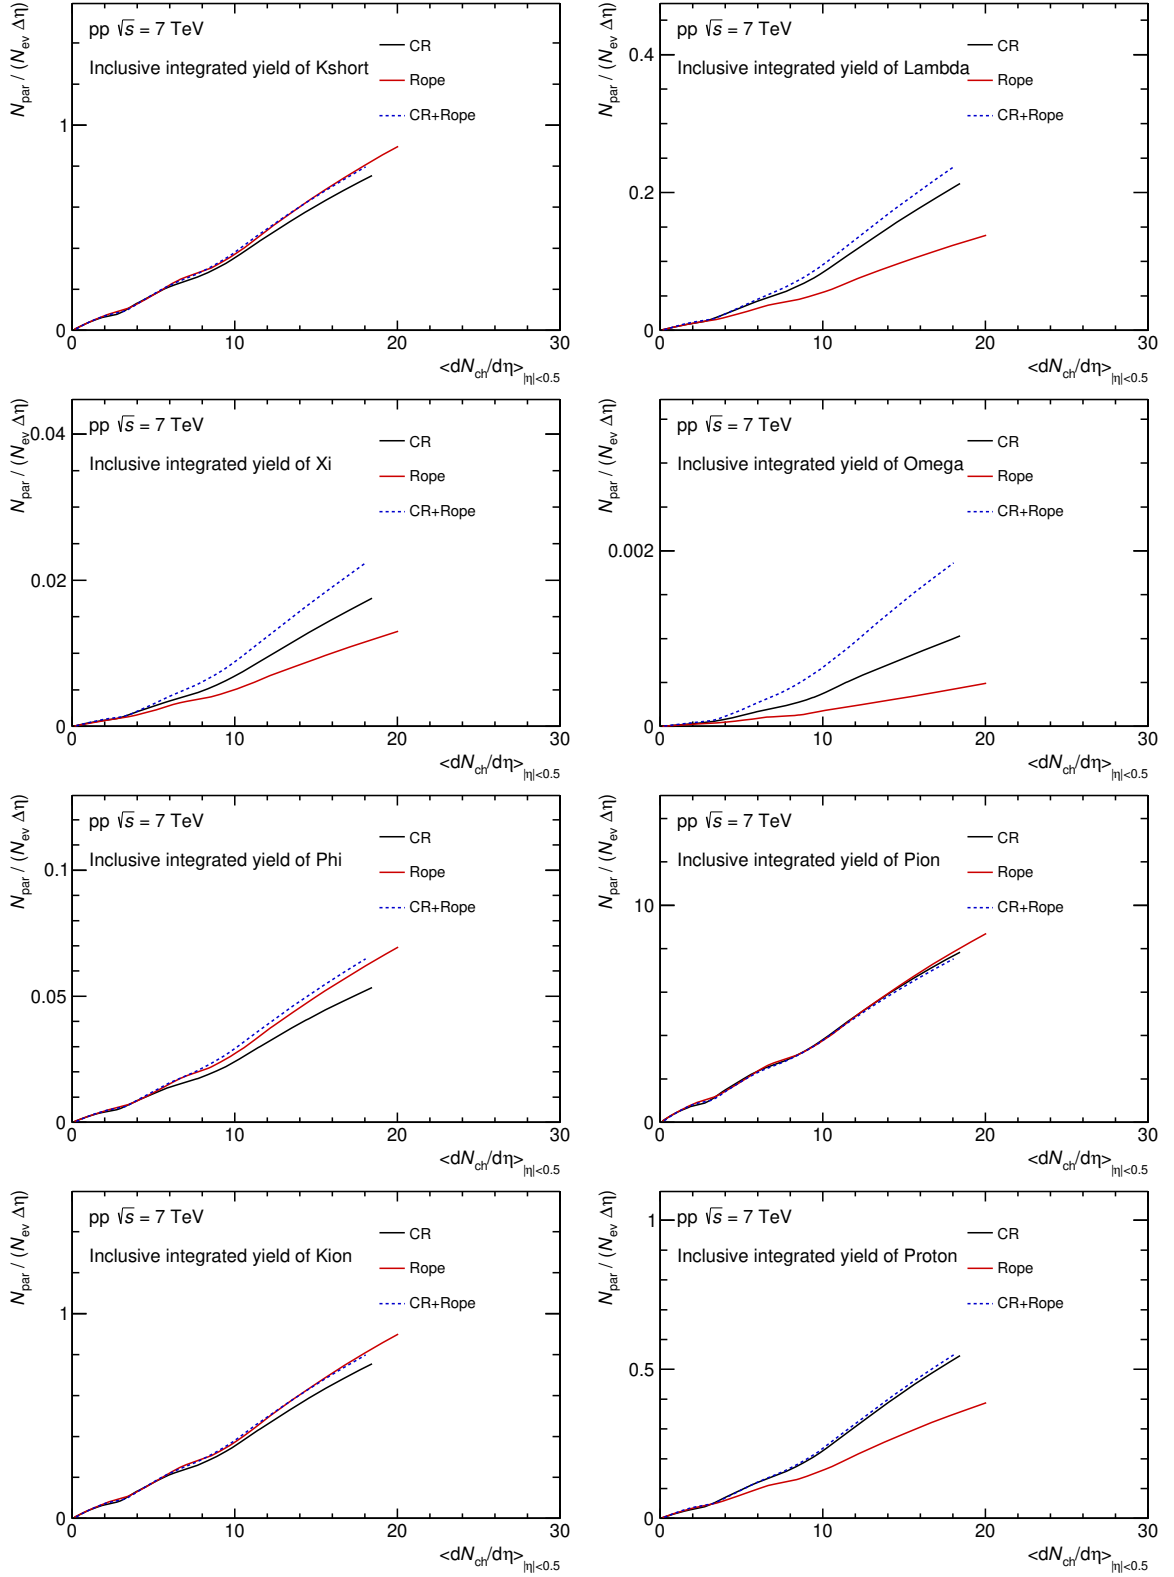 N_par / (N_ev Δη)
pp √s = 7 TeV
Inclusive integrated yield of Kshort
CR
Rope
CR+Rope
1
0
0 10 20 30
<dN_ch/dη>_|η|<0.5
N_par / (N_ev Δη)
pp √s = 7 TeV
Inclusive integrated yield of Lambda
CR
Rope
CR+Rope
0.4
0.2
0
0 10 20 30
<dN_ch/dη>_|η|<0.5
N_par / (N_ev Δη)
pp √s = 7 TeV
Inclusive integrated yield of Xi
CR
Rope
CR+Rope
0.04
0.02
0
0 10 20 30
<dN_ch/dη>_|η|<0.5
N_par / (N_ev Δη)
pp √s = 7 TeV
Inclusive integrated yield of Omega
CR
Rope
CR+Rope
0.002
0
0 10 20 30
<dN_ch/dη>_|η|<0.5
N_par / (N_ev Δη)
pp √s = 7 TeV
Inclusive integrated yield of Phi
CR
Rope
CR+Rope
0.1
0.05
0
0 10 20 30
<dN_ch/dη>_|η|<0.5
N_par / (N_ev Δη)
pp √s = 7 TeV
Inclusive integrated yield of Pion
CR
Rope
CR+Rope
10
0
0 10 20 30
<dN_ch/dη>_|η|<0.5
N_par / (N_ev Δη)
pp √s = 7 TeV
Inclusive integrated yield of Kion
CR
Rope
CR+Rope
1
0
0 10 20 30
<dN_ch/dη>_|η|<0.5
N_par / (N_ev Δη)
pp √s = 7 TeV
Inclusive integrated yield of Proton
CR
Rope
CR+Rope
1
0.5
0
0 10 20 30
<dN_ch/dη>_|η|<0.5